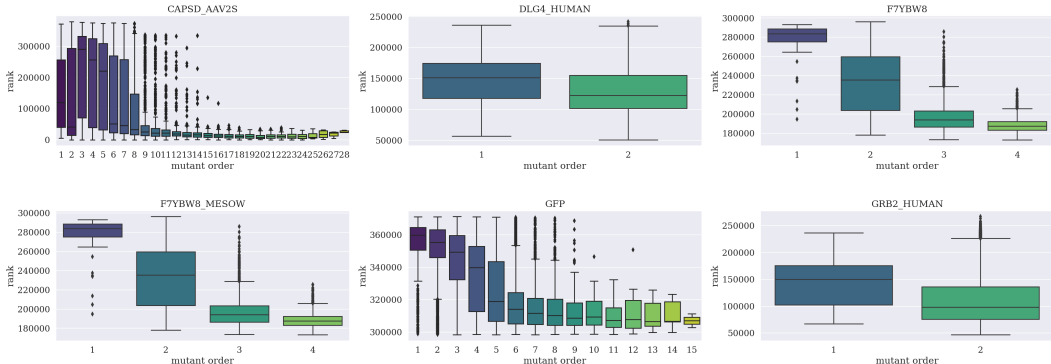 CAPSD_AAV2S
rank
300000
200000
100000
0
1 2 3 4 5 6 7 8 9 10 11 12 13 14 15 16 17 18 19 20 21 22 23 24 25 26 27 28
mutant order
DLG4_HUMAN
rank
250000
200000
150000
100000
50000
1 2
mutant order
F7YBW8
rank
300000
280000
260000
240000
220000
200000
180000
1 2 3 4
mutant order
F7YBW8_MESOW
rank
300000
280000
260000
240000
220000
200000
180000
1 2 3 4
mutant order
GFP
rank
360000
340000
320000
300000
1 2 3 4 5 6 7 8 9 10 11 12 13 14 15
mutant order
GRB2_HUMAN
rank
250000
200000
150000
100000
50000
1 2
mutant order